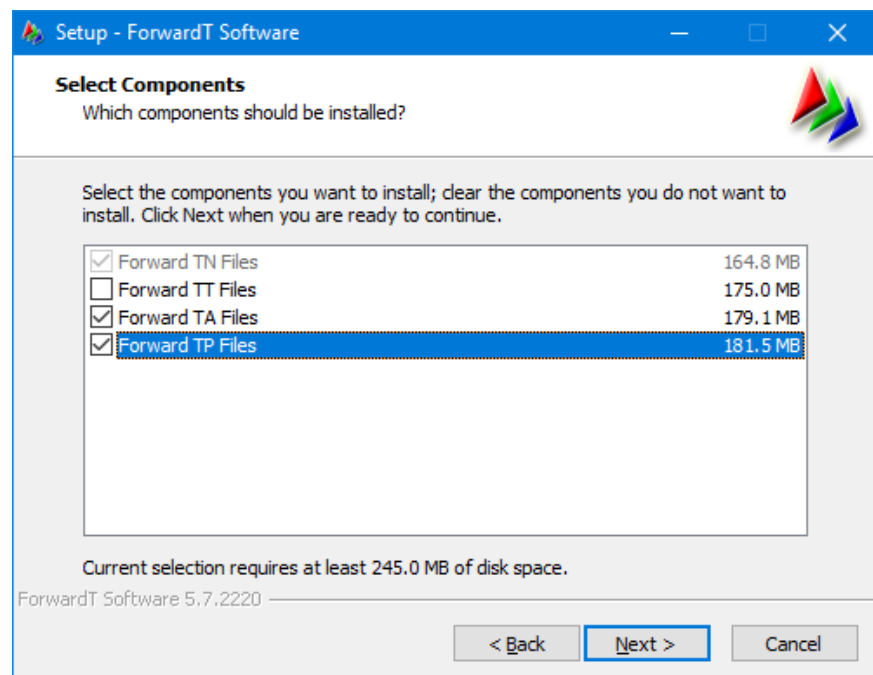 Setup - ForwardT Software
Select Components
Which components should be installed?
Select the components you want to install; clear the components you do not want to
install. Click Next when you are ready to continue.
Forward TN Files 164.8 MB
Forward TT Files 175.0 MB
Forward TA Files 179.1 MB
Forward TP Files 181.5 MB
Current selection requires at least 245.0 MB of disk space.
ForwardT Software 5.7.2220
< Back Next > Cancel